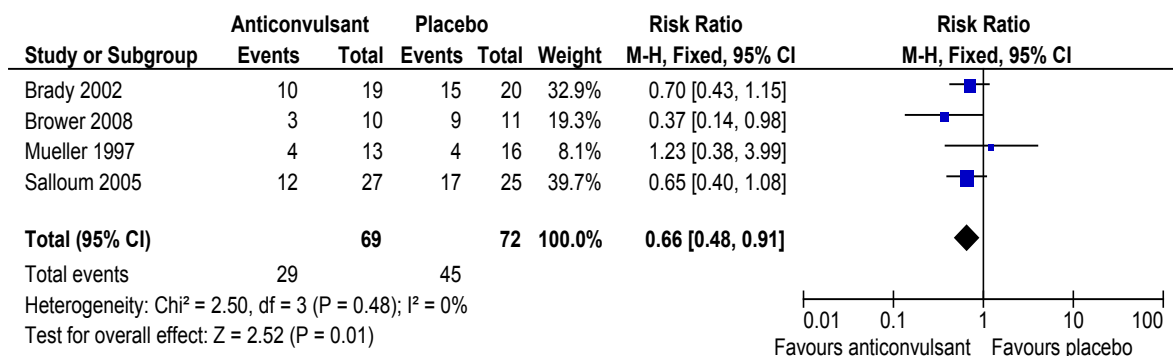 Anticonvulsant Placebo Risk Ratio Risk Ratio
Study or Subgroup Events Total Events Total Weight M-H, Fixed, 95% CI M-H, Fixed, 95% CI
Brady 2002 10 19 15 20 32.9% 0.70 [0.43, 1.15]
Brower 2008 3 10 9 11 19.3% 0.37 [0.14, 0.98]
Mueller 1997 4 13 4 16 8.1% 1.23 [0.38, 3.99]
Salloum 2005 12 27 17 25 39.7% 0.65 [0.40, 1.08]
Total (95% CI) 69 72 100.0% 0.66 [0.48, 0.91]
Total events 29 45
Heterogeneity: Chi² = 2.50, df = 3 (P = 0.48); I² = 0%
Test for overall effect: Z = 2.52 (P = 0.01)
0.01 0.1 1 10 100
Favours anticonvulsant Favours placebo